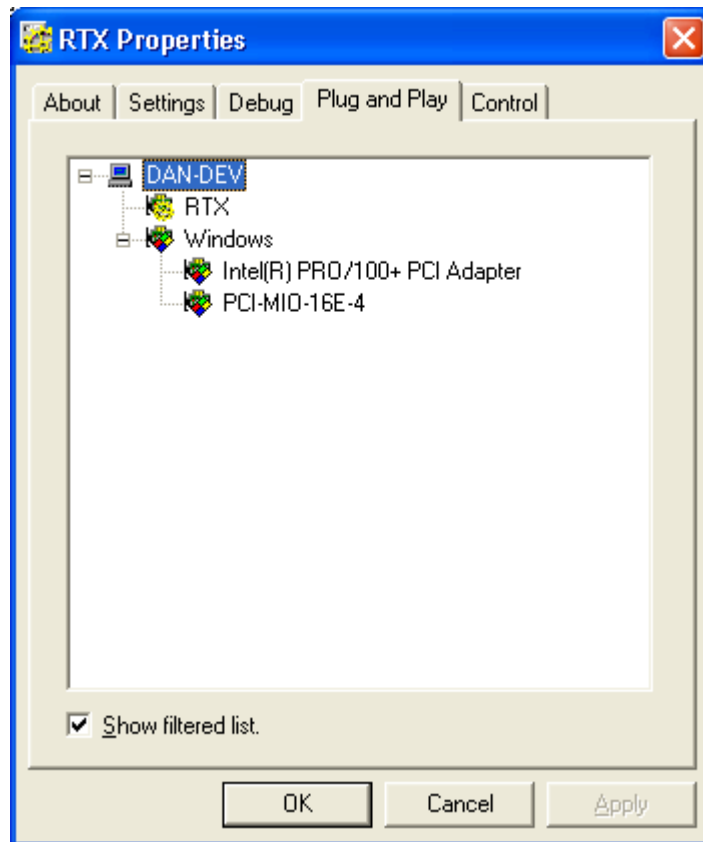 RTX Properties
About Settings Debug Plug and Play Control
DAN-DEV
RTX
Windows
Intel(R) PRO/100+ PCI Adapter
PCI-MIO-16E-4
Show filtered list.
OK Cancel Apply